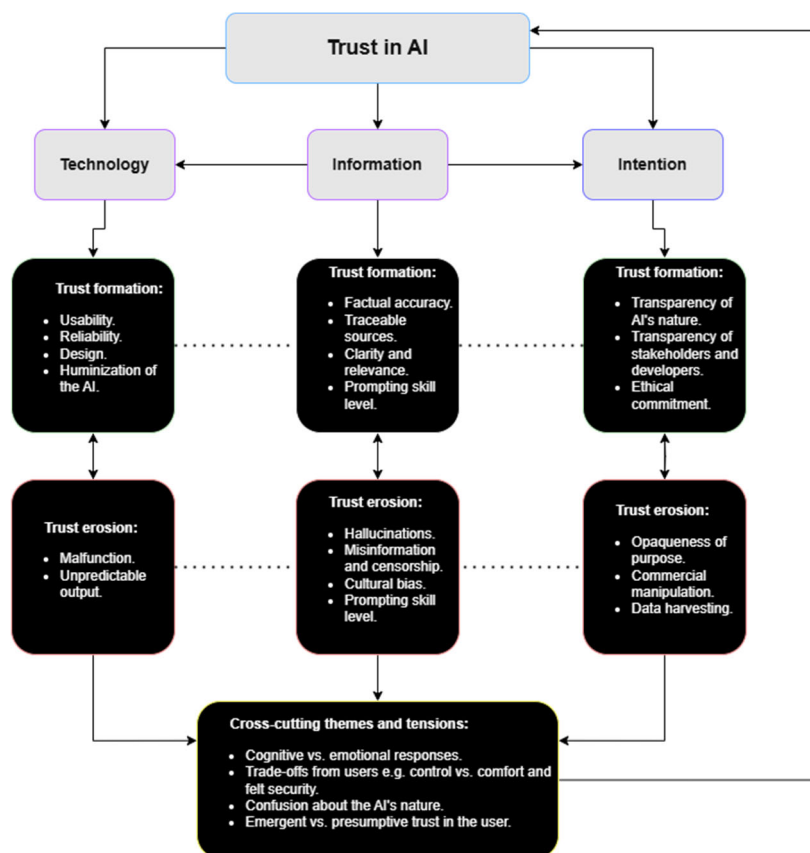 Trust in AI
Technology
Information
Intention
Trust formation:
• Usability.
• Reliability.
• Design.
• Huminization of
the AI.
Trust formation:
• Factual accuracy.
• Traceable
sources.
• Clarity and
relevance.
• Prompting skill
level.
Trust formation:
• Transparency of
AI's nature.
• Transparency of
stakeholders and
developers.
• Ethical
commitment.
Trust erosion:
• Malfunction.
• Unpredictable
output.
Trust erosion:
• Hallucinations.
• Misinformation
and censorship.
• Cultural bias.
• Prompting skill
level.
Trust erosion:
• Opaqueness of
purpose.
• Commercial
manipulation.
• Data harvesting.
Cross-cutting themes and tensions:
• Cognitive vs. emotional responses.
• Trade-offs from users e.g. control vs. comfort and
felt security.
• Confusion about the AI's nature.
• Emergent vs. presumptive trust in the user.